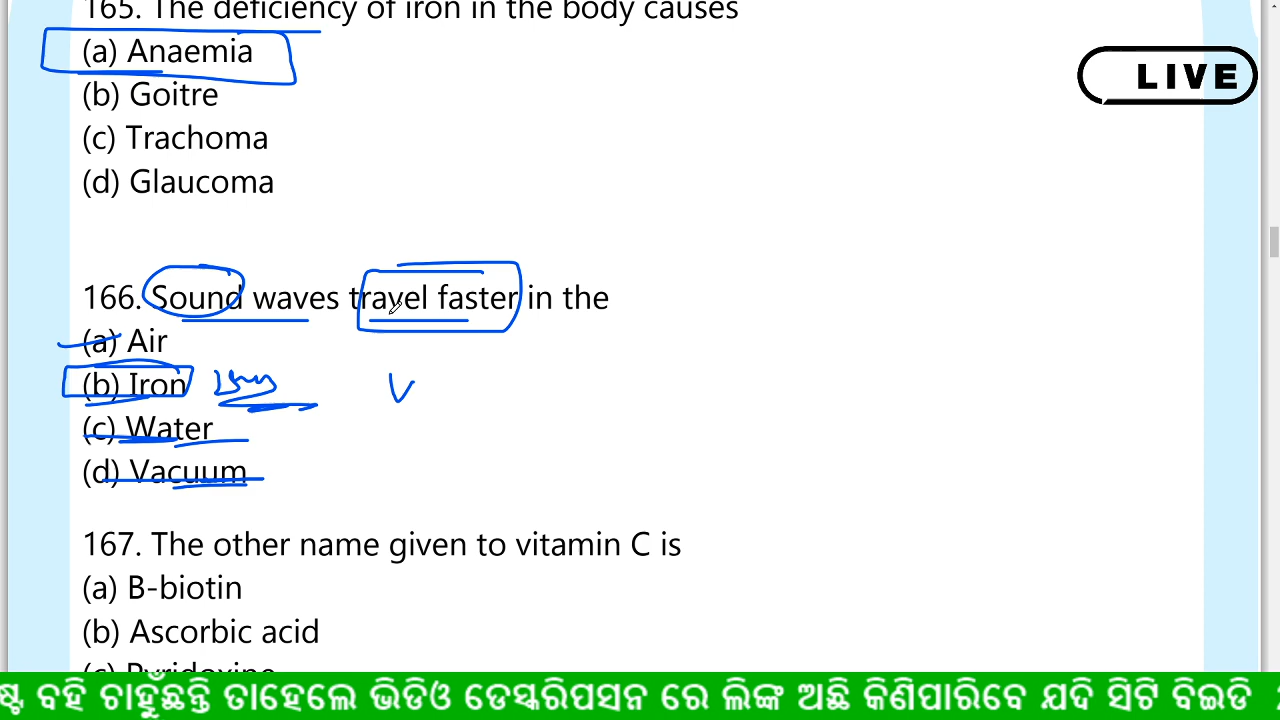 165. The deficiency of iron in the body causes
(a) Anaemia
LIVE
(b) Goitre
(c) Trachoma
(d) Glaucoma
166. Sound waves travel faster in the
(a) Air
(b) Iron
V
(c) Water
(d) Vacuum
167. The other name given to vitamin C is
(a) B-biotin
(b) Ascorbic acid
(c) Pyridoxine
ଷ୍ଟ ବହି ଚାହୁଁଛନ୍ତି ତାହେଲେ ଭିଡିଓ ଡେସ୍କରିପସନ ରେ ଲିଙ୍କ ଅଛି କିଣିପାରିବେ ଯଦି ସିଟି ବିଇଡି